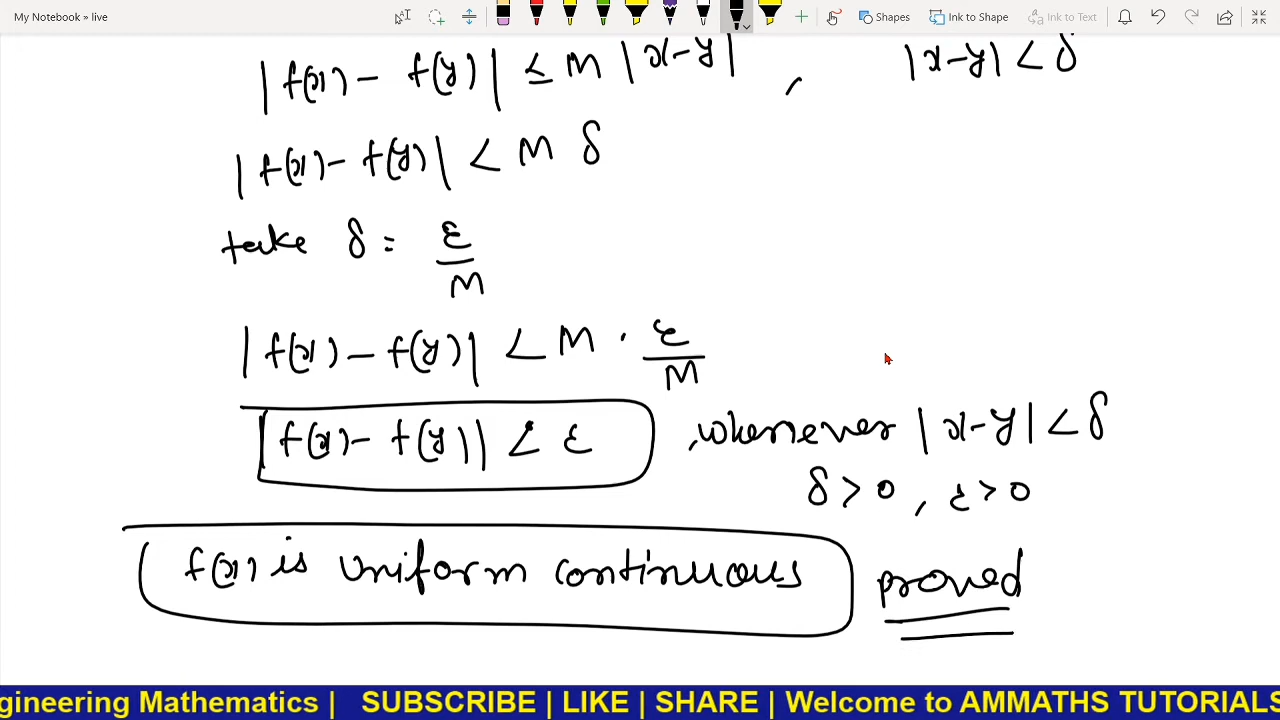 My Notebook » live
Shapes Ink to Shape Ink to Text
|f(x) - f(y)| ≤ M |x-y| , |x-y| < δ
|f(x) - f(y)| < M δ
take δ = ε/M
|f(x) - f(y)| < M · ε/M
|f(x) - f(y)| < ε , whenever |x-y| < δ
δ > 0 , ε > 0
f(x) is uniform continuous proved
gineering Mathematics | SUBSCRIBE | LIKE | SHARE | Welcome to AMMATHS TUTORIALS